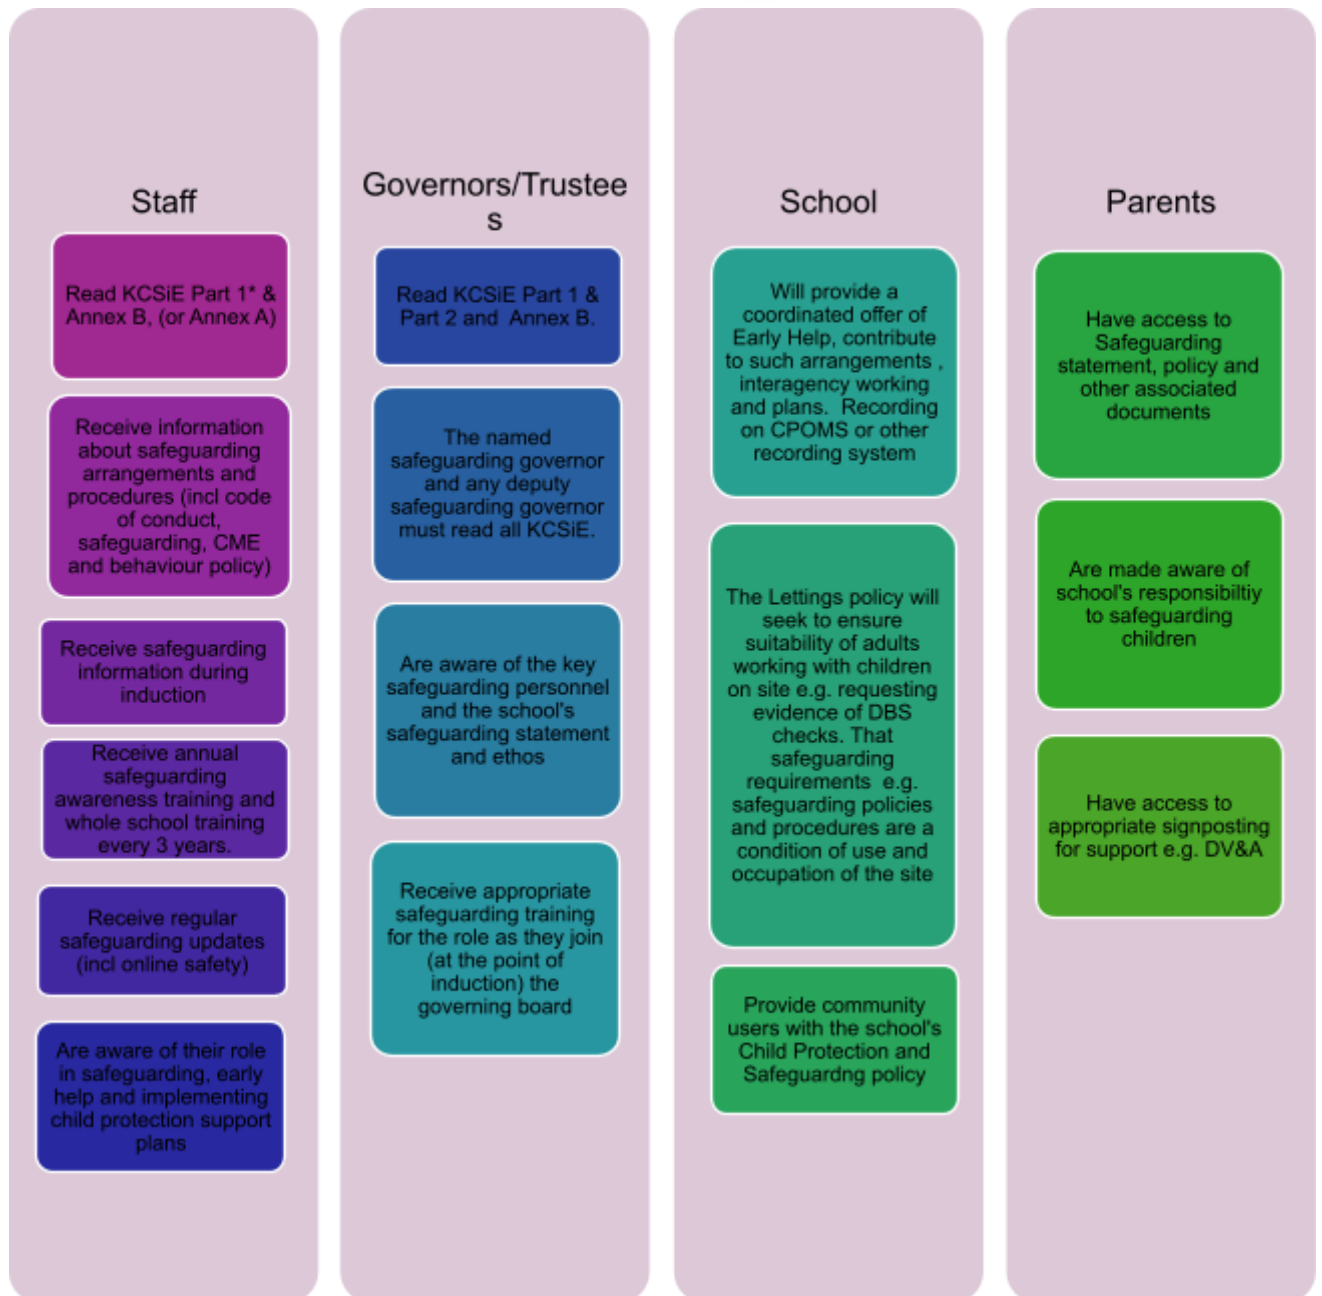 Staff
Read KCSiE Part 1* &
Annex B, (or Annex A)
Receive information
about safeguarding
arrangements and
procedures (incl code
of conduct,
safeguarding, CME
and behaviour policy)
Receive safeguarding
information during
induction
Receive annual
safeguarding
awareness training and
whole school training
every 3 years.
Receive regular
safeguarding updates
(incl online safety)
Are aware of their role
in safeguarding, early
help and implementing
child protection support
plans
Governors/Trustee
s
Read KCSiE Part 1 &
Part 2 and Annex B.
The named
safeguarding governor
and any deputy
safeguarding governor
must read all KCSiE.
Are aware of the key
safeguarding personnel
and the school's
safeguarding statement
and ethos
Receive appropriate
safeguarding training
for the role as they join
(at the point of
induction) the
governing board
School
Will provide a
coordinated offer of
Early Help, contribute
to such arrangements ,
interagency working
and plans. Recording
on CPOMS or other
recording system
The Lettings policy will
seek to ensure
suitability of adults
working with children
on site e.g. requesting
evidence of DBS
checks. That
safeguarding
requirements e.g.
safeguarding policies
and procedures are a
condition of use and
occupation of the site
Provide community
users with the school's
Child Protection and
Safeguardng policy
Parents
Have access to
Safeguarding
statement, policy and
other associated
documents
Are made aware of
school's responsibiltiy
to safeguarding
children
Have access to
appropriate signposting
for support e.g. DV&A